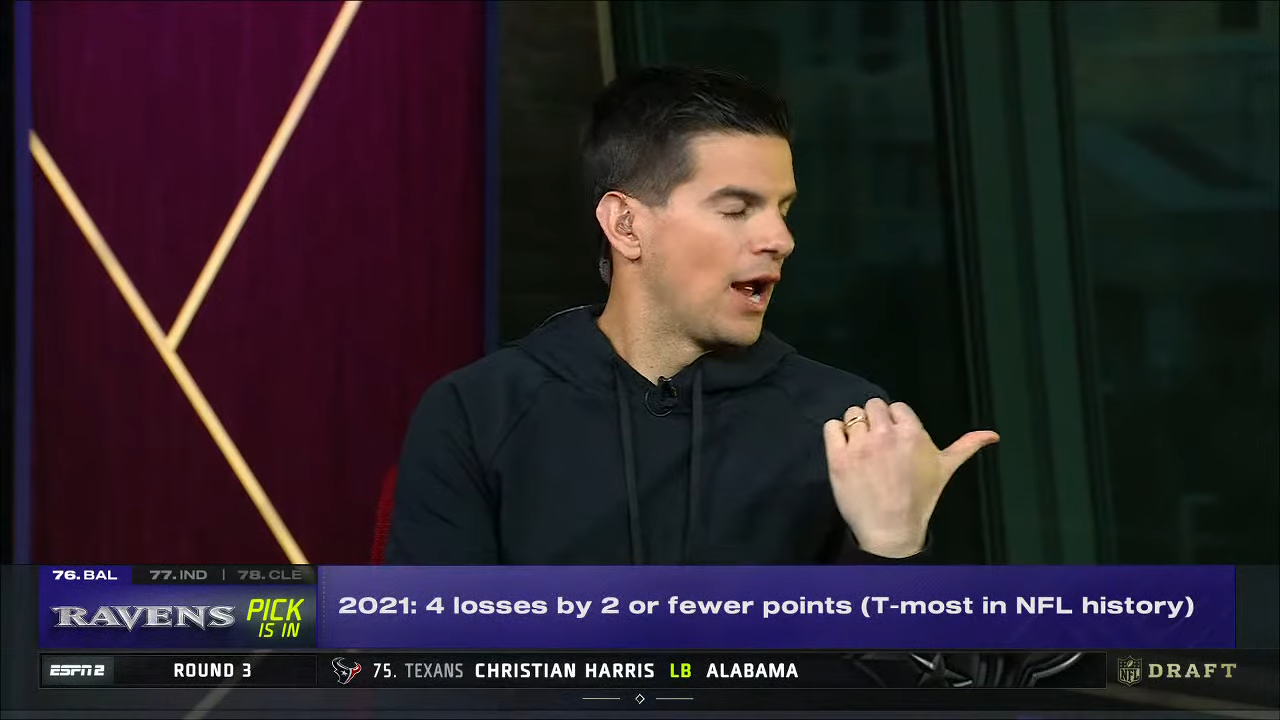 76. BAL 77. IND | 78. CLE
RAVENS PICK IS IN
2021: 4 losses by 2 or fewer points (T-most in NFL history)
ESPN2 ROUND 3 75. TEXANS CHRISTIAN HARRIS LB ALABAMA NFL DRAFT